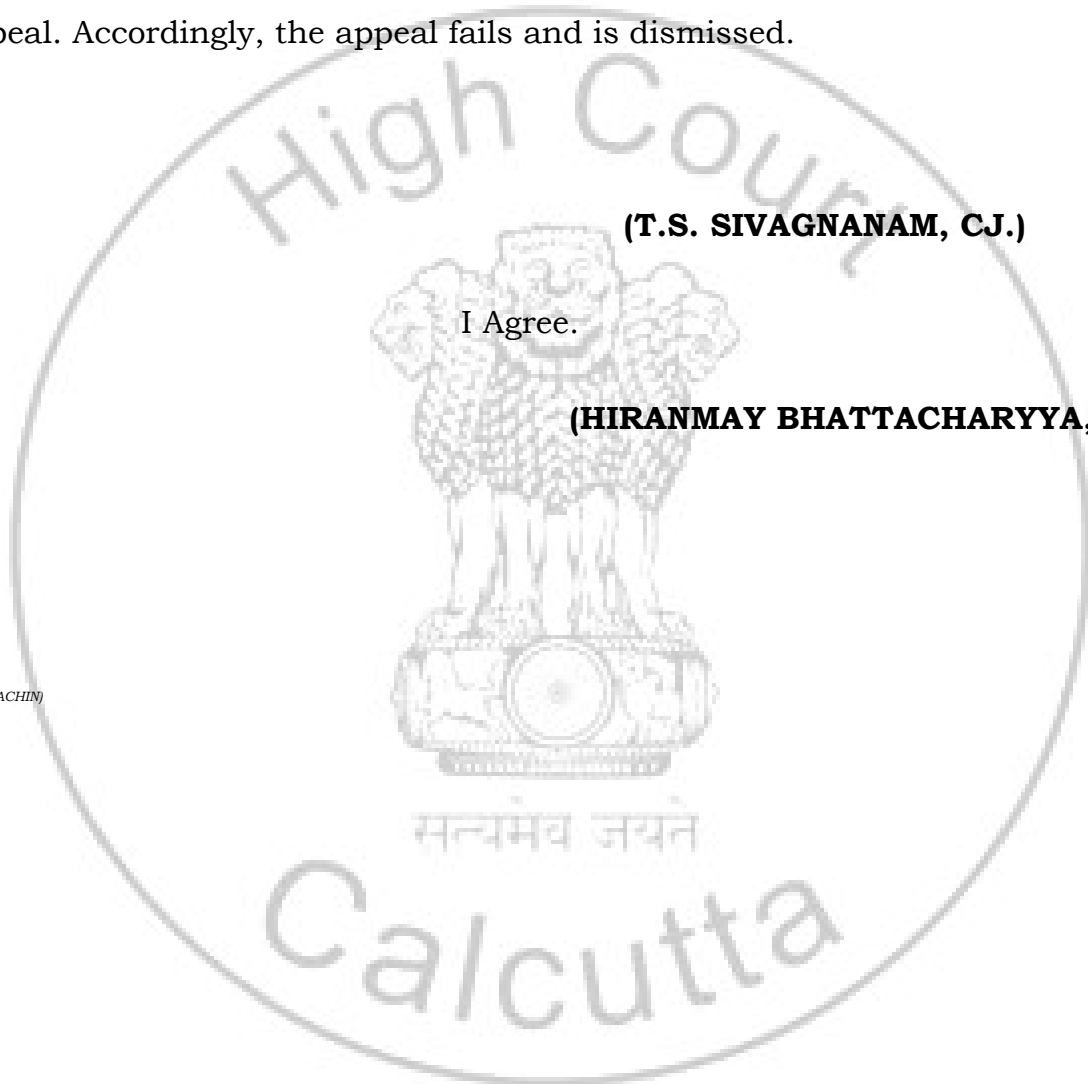 peal. Accordingly, the appeal fails and is dismissed.
High Court
(T.S. SIVAGNANAM, CJ.)
I Agree.
(HIRANMAY BHATTACHARYYA,
ACHIN)
सत्यमेव जयते
Calcutta